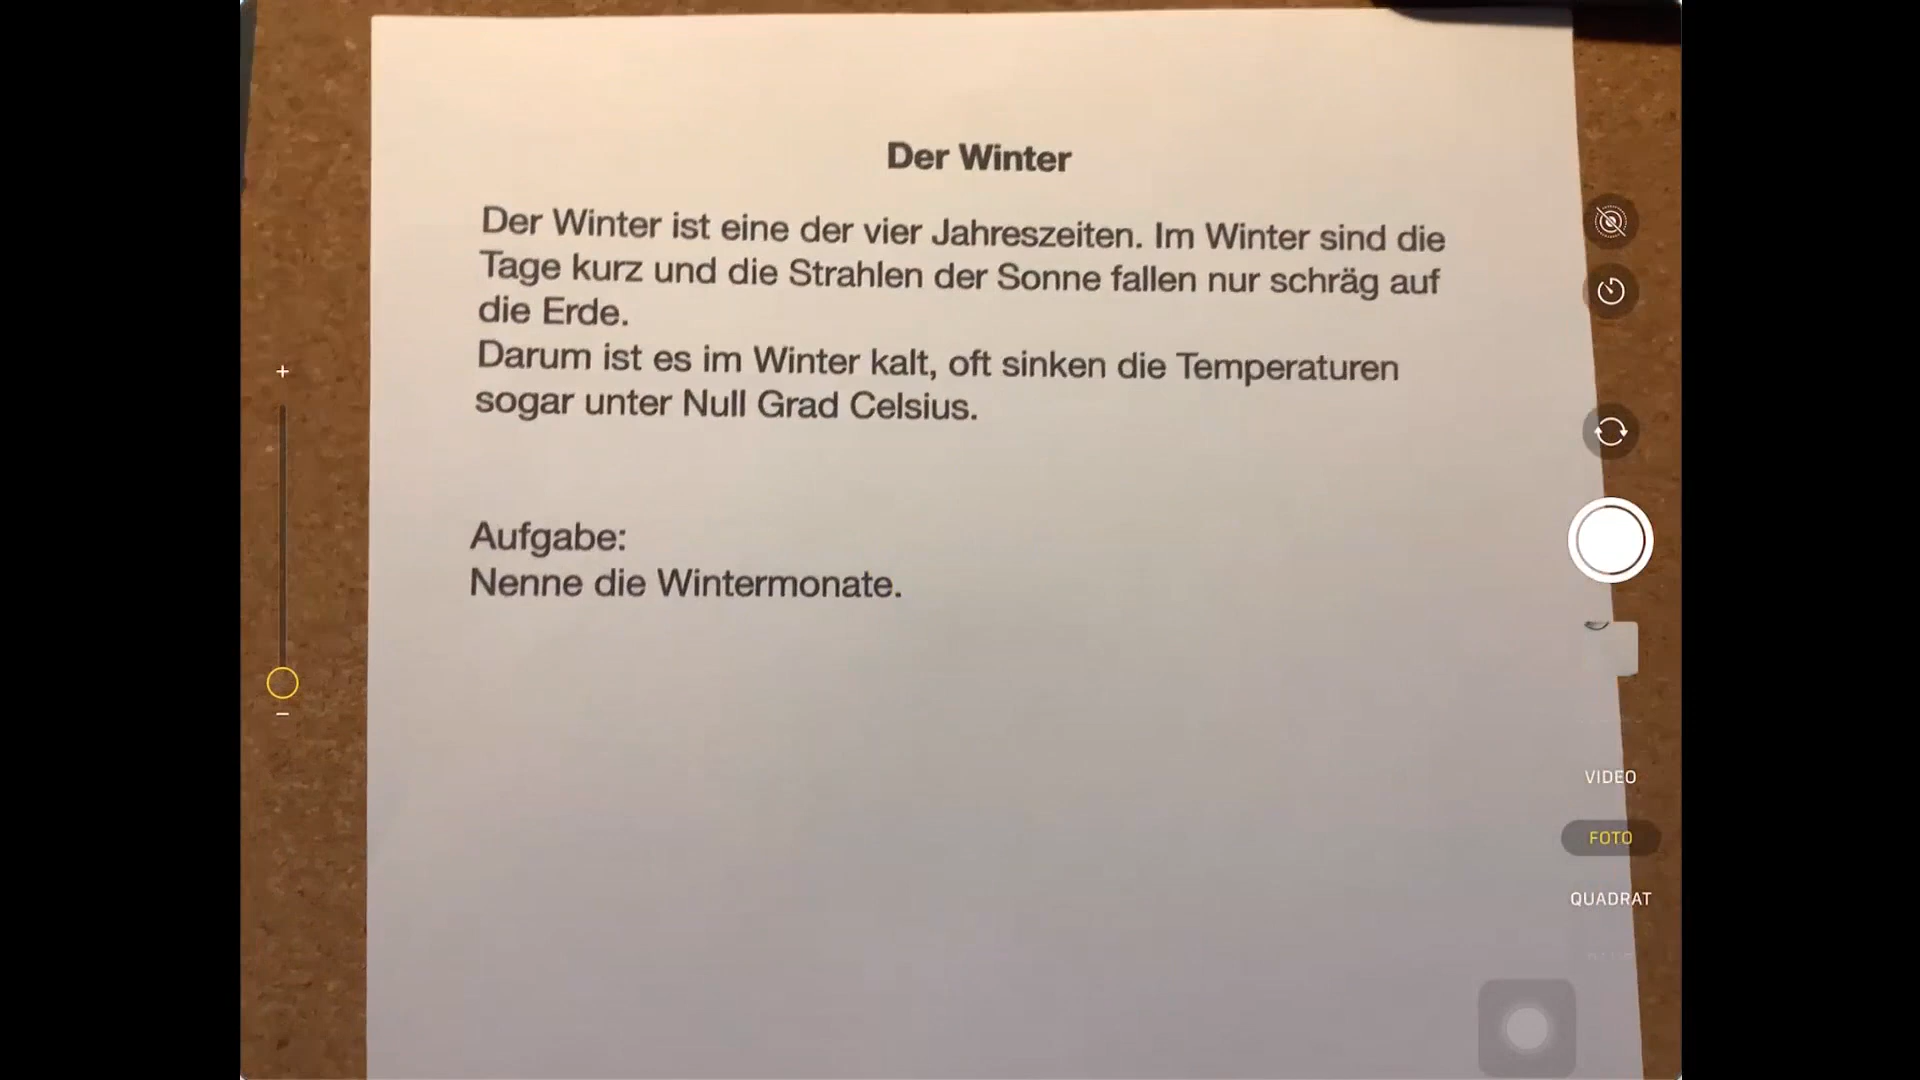 Der Winter
Der Winter ist eine der vier Jahreszeiten. Im Winter sind die
Tage kurz und die Strahlen der Sonne fallen nur schräg auf
die Erde.
Darum ist es im Winter kalt, oft sinken die Temperaturen
sogar unter Null Grad Celsius.
Aufgabe:
Nenne die Wintermonate.
+
−
VIDEO
FOTO
QUADRAT